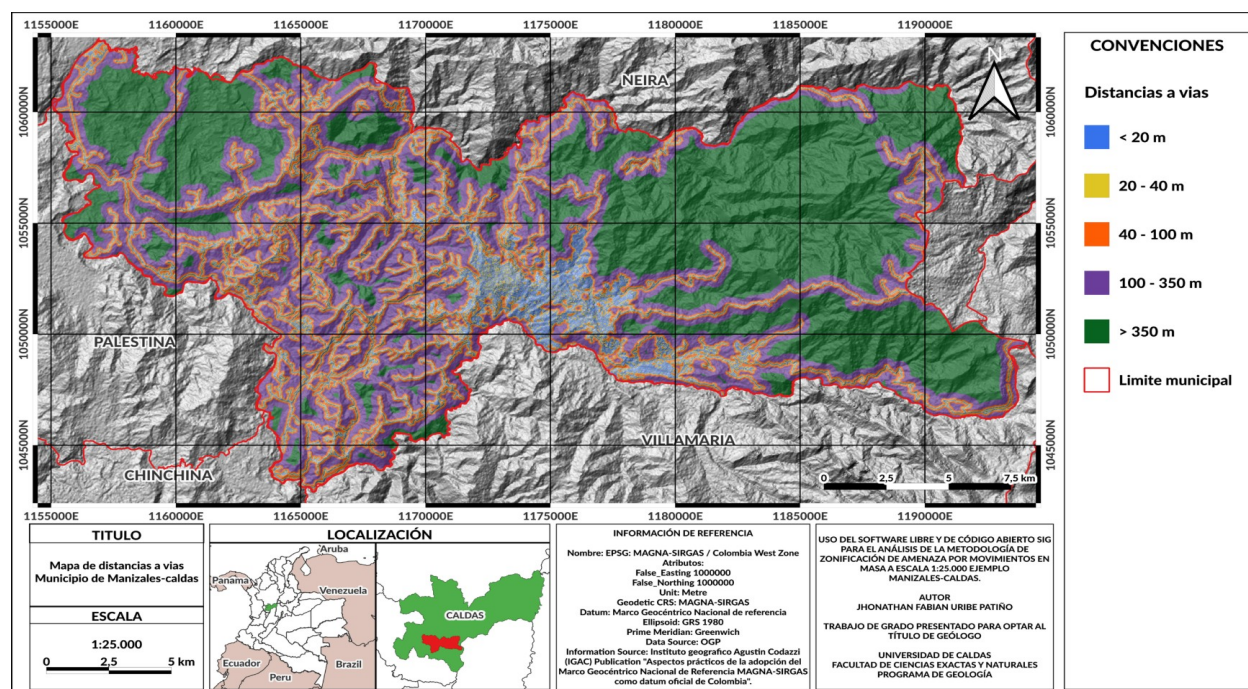 1155000E 1160000E 1165000E 1170000E 1175000E 1180000E 1185000E 1190000E
1060000N
1055000N
1050000N
1045000N
1060000N
1055000N
1050000N
1045000N
NEIRA
N
PALESTINA
CHINCHINA
VILLAMARIA
0 2,5 5 7,5 km
1155000E 1160000E 1165000E 1170000E 1175000E 1180000E 1185000E 1190000E
CONVENCIONES
Distancias a vias
< 20 m
20 - 40 m
40 - 100 m
100 - 350 m
> 350 m
Limite municipal
TITULO
Mapa de distancias a vias
Municipio de Manizales-caldas
ESCALA
1:25.000
0 2,5 5 km
LOCALIZACIÓN
Aruba
Panama
Venezuela
Ecuador
Brazil
Peru
CALDAS
INFORMACIÓN DE REFERENCIA
Nombre: EPSG: MAGNA-SIRGAS / Colombia West Zone
Atributos:
False_Easting 1000000
False_Northing 1000000
Unit: Metre
Geodetic CRS: MAGNA-SIRGAS
Datum: Mrco Geocéntrico Nacional de referencia
Ellipsoid: GRS 1980
Prime Meridian: Greenwich
Data Source: OGP
Information Source: Instituto geografico Agustin Codazzi
(IGAC) Publication "Aspectos prácticos de la adopción del
Marco Geocéntrico Nacional de Referencia MAGNA-SIRGAS
como datum oficial de Colombia".
USO DEL SOFTWARE LIBRE Y DE CÓDIGO ABIERTO SIG
PARA EL ANÁLISIS DE LA METODOLOGÍA DE
ZONIFICACIÓN DE AMENAZA POR MOVIMIENTOS EN
MASA A ESCALA 1:25.000 EJEMPLO
MANIZALES-CALDAS.
AUTOR
JHONATHAN FABIAN URIBE PATIÑO
TRABAJO DE GRADO PRESENTADO PARA OPTAR AL
TÍTULO DE GEÓLOGO
UNIVERSIDAD DE CALDAS
FACULTAD DE CIENCIAS EXACTAS Y NATURALES
PROGRAMA DE GEOLOGÍA